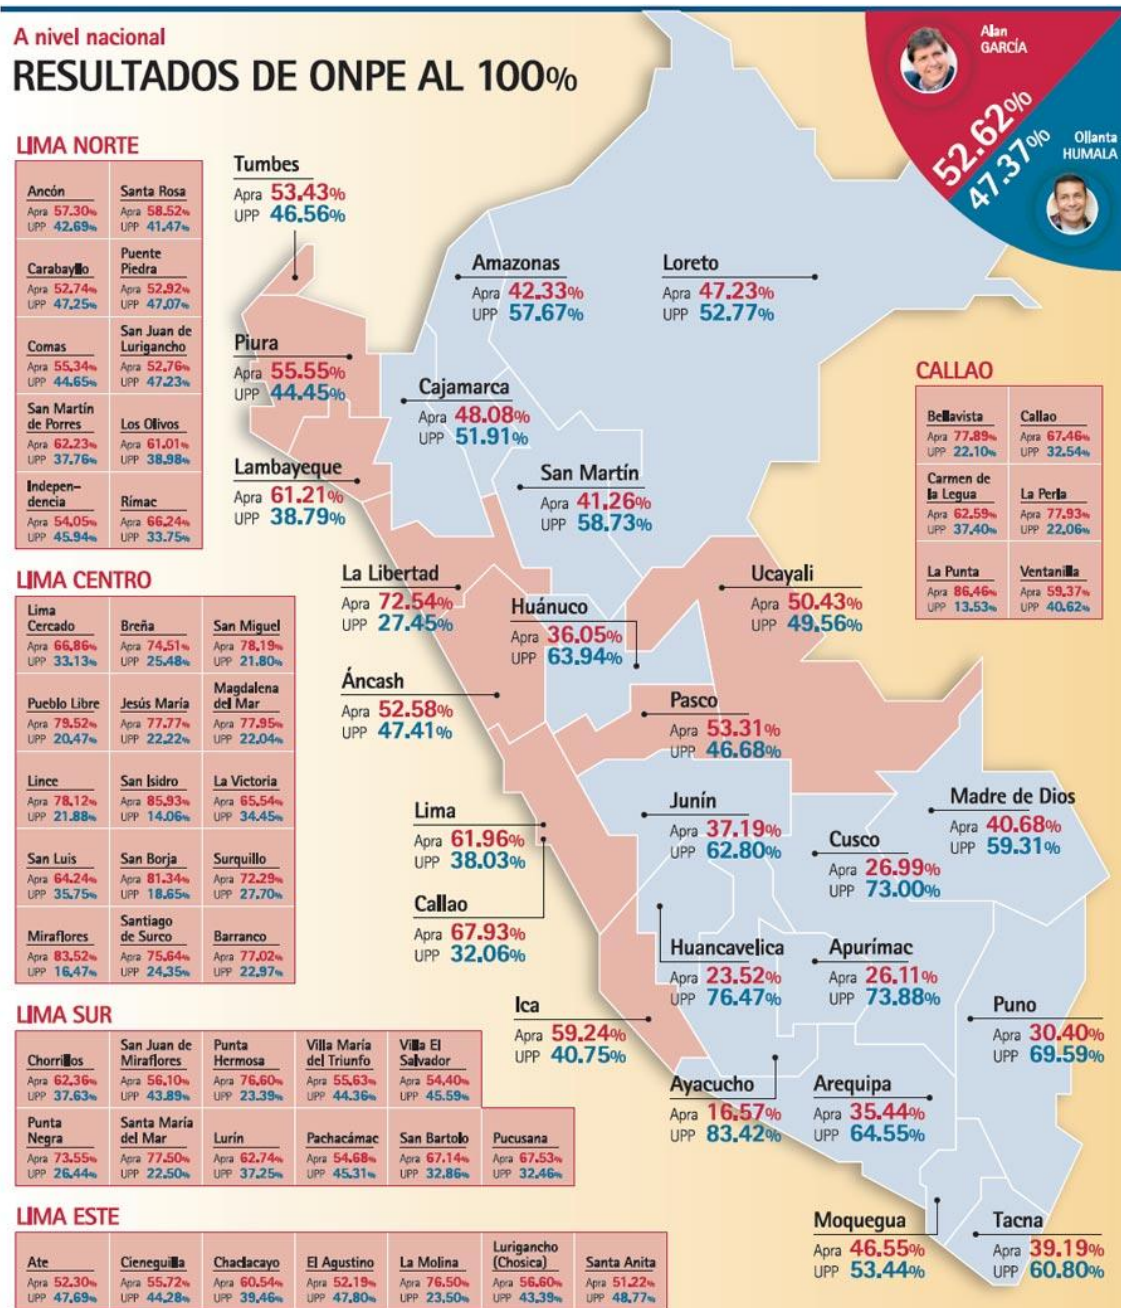 A nivel nacional
RESULTADOS DE ONPE AL 100%
Alan
GARCÍA
52.62%
47.37%
Ollanta
HUMALA
LIMA NORTE
Ancón
Apra 57.30%
UPP 42.69%
Santa Rosa
Apra 58.52%
UPP 41.47%
Carabayllo
Apra 52.74%
UPP 47.25%
Puente
Piedra
Apra 52.92%
UPP 47.07%
Comas
Apra 55.34%
UPP 44.65%
San Juan de
Lurigancho
Apra 52.76%
UPP 47.23%
San Martín
de Porres
Apra 62.23%
UPP 37.76%
Los Olivos
Apra 61.01%
UPP 38.98%
Indepen-
dencia
Apra 54.05%
UPP 45.94%
Rímac
Apra 66.24%
UPP 33.75%
Tumbes
Apra 53.43%
UPP 46.56%
Amazonas
Apra 42.33%
UPP 57.67%
Loreto
Apra 47.23%
UPP 52.77%
Piura
Apra 55.55%
UPP 44.45%
Cajamarca
Apra 48.08%
UPP 51.91%
Lambayeque
Apra 61.21%
UPP 38.79%
San Martín
Apra 41.26%
UPP 58.73%
CALLAO
Bellavista
Apra 77.89%
UPP 22.10%
Callao
Apra 67.46%
UPP 32.54%
Carmen de
la Legua
Apra 62.59%
UPP 37.40%
La Perla
Apra 77.93%
UPP 22.06%
La Punta
Apra 86.46%
UPP 13.53%
Ventanilla
Apra 59.37%
UPP 40.62%
La Libertad
Apra 72.54%
UPP 27.45%
Huánuco
Apra 36.05%
UPP 63.94%
Ucayali
Apra 50.43%
UPP 49.56%
Áncash
Apra 52.58%
UPP 47.41%
Pasco
Apra 53.31%
UPP 46.68%
LIMA CENTRO
Lima
Cercado
Apra 66.86%
UPP 33.13%
Breña
Apra 74.51%
UPP 25.48%
San Miguel
Apra 78.19%
UPP 21.80%
Pueblo Libre
Apra 79.52%
UPP 20.47%
Jesús María
Apra 77.77%
UPP 22.22%
Magdalena
del Mar
Apra 77.95%
UPP 22.04%
Lince
Apra 78.12%
UPP 21.88%
San Isidro
Apra 85.93%
UPP 14.06%
La Victoria
Apra 65.54%
UPP 34.45%
San Luis
Apra 64.24%
UPP 35.75%
San Borja
Apra 81.34%
UPP 18.65%
Surquillo
Apra 72.29%
UPP 27.70%
Miraflores
Apra 83.52%
UPP 16.47%
Santiago
de Surco
Apra 75.64%
UPP 24.35%
Barranco
Apra 77.02%
UPP 22.97%
Lima
Apra 61.96%
UPP 38.03%
Junín
Apra 37.19%
UPP 62.80%
Madre de Dios
Apra 40.68%
UPP 59.31%
Cusco
Apra 26.99%
UPP 73.00%
Callao
Apra 67.93%
UPP 32.06%
Huancavelica
Apra 23.52%
UPP 76.47%
Apurímac
Apra 26.11%
UPP 73.88%
Ica
Apra 59.24%
UPP 40.75%
Puno
Apra 30.40%
UPP 69.59%
Ayacucho
Apra 16.57%
UPP 83.42%
Arequipa
Apra 35.44%
UPP 64.55%
Moquegua
Apra 46.55%
UPP 53.44%
Tacna
Apra 39.19%
UPP 60.80%
LIMA SUR
Chorrillos
Apra 62.36%
UPP 37.63%
San Juan de
Miraflores
Apra 56.10%
UPP 43.89%
Punta
Hermosa
Apra 76.60%
UPP 23.39%
Villa María
del Triunfo
Apra 55.63%
UPP 44.36%
Villa El
Salvador
Apra 54.40%
UPP 45.59%
Punta
Negra
Apra 73.55%
UPP 26.44%
Santa María
del Mar
Apra 77.50%
UPP 22.50%
Lurín
Apra 62.74%
UPP 37.25%
Pachacámac
Apra 54.68%
UPP 45.31%
San Bartolo
Apra 67.14%
UPP 32.86%
Pucusana
Apra 67.53%
UPP 32.46%
LIMA ESTE
Ate
Apra 52.30%
UPP 47.69%
Cieneguilla
Apra 55.72%
UPP 44.28%
Chaclacayo
Apra 60.54%
UPP 39.46%
El Agustino
Apra 52.19%
UPP 47.80%
La Molina
Apra 76.50%
UPP 23.50%
Lurigancho
(Chosica)
Apra 56.60%
UPP 43.39%
Santa Anita
Apra 51.22%
UPP 48.77%